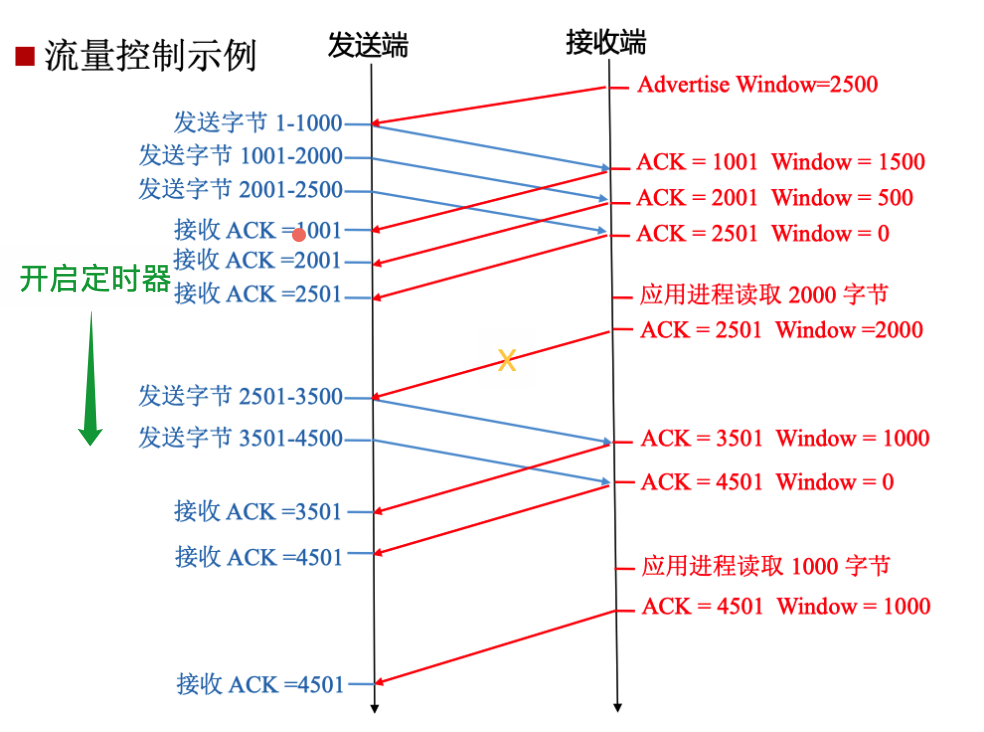 流量控制示例
发送端
接收端
Advertise Window=2500
发送字节 1-1000
发送字节 1001-2000
ACK = 1001 Window = 1500
发送字节 2001-2500
ACK = 2001 Window = 500
接收 ACK =1001
ACK = 2501 Window = 0
接收 ACK =2001
开启定时器
接收 ACK =2501
应用进程读取 2000 字节
ACK = 2501 Window =2000
X
发送字节 2501-3500
发送字节 3501-4500
ACK = 3501 Window = 1000
ACK = 4501 Window = 0
接收 ACK =3501
接收 ACK =4501
应用进程读取 1000 字节
ACK = 4501 Window = 1000
接收 ACK =4501